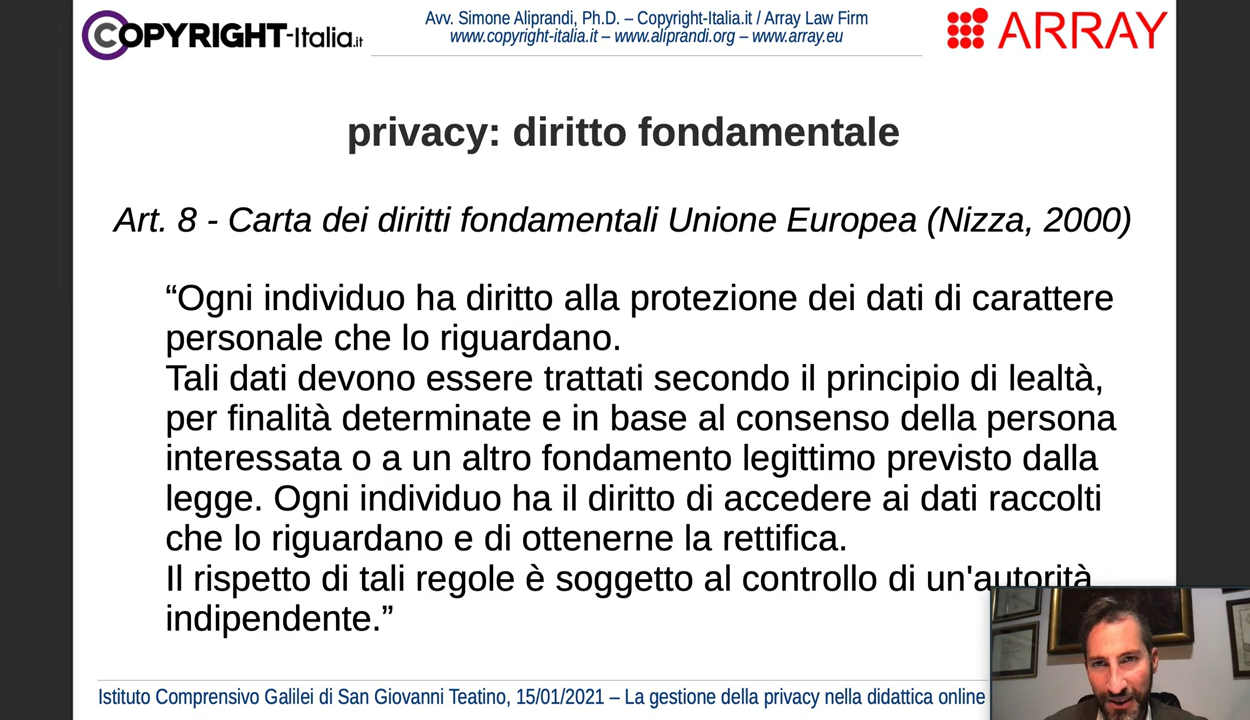 COPYRIGHT-Italia.it
Avv. Simone Aliprandi, Ph.D. – Copyright-Italia.it / Array Law Firm
www.copyright-italia.it – www.aliprandi.org – www.array.eu
ARRAY
privacy: diritto fondamentale
Art. 8 - Carta dei diritti fondamentali Unione Europea (Nizza, 2000)
“Ogni individuo ha diritto alla protezione dei dati di carattere
personale che lo riguardano.
Tali dati devono essere trattati secondo il principio di lealtà,
per finalità determinate e in base al consenso della persona
interessata o a un altro fondamento legittimo previsto dalla
legge. Ogni individuo ha il diritto di accedere ai dati raccolti
che lo riguardano e di ottenerne la rettifica.
Il rispetto di tali regole è soggetto al controllo di un'autorità
indipendente.”
Istituto Comprensivo Galilei di San Giovanni Teatino, 15/01/2021 – La gestione della privacy nella didattica online